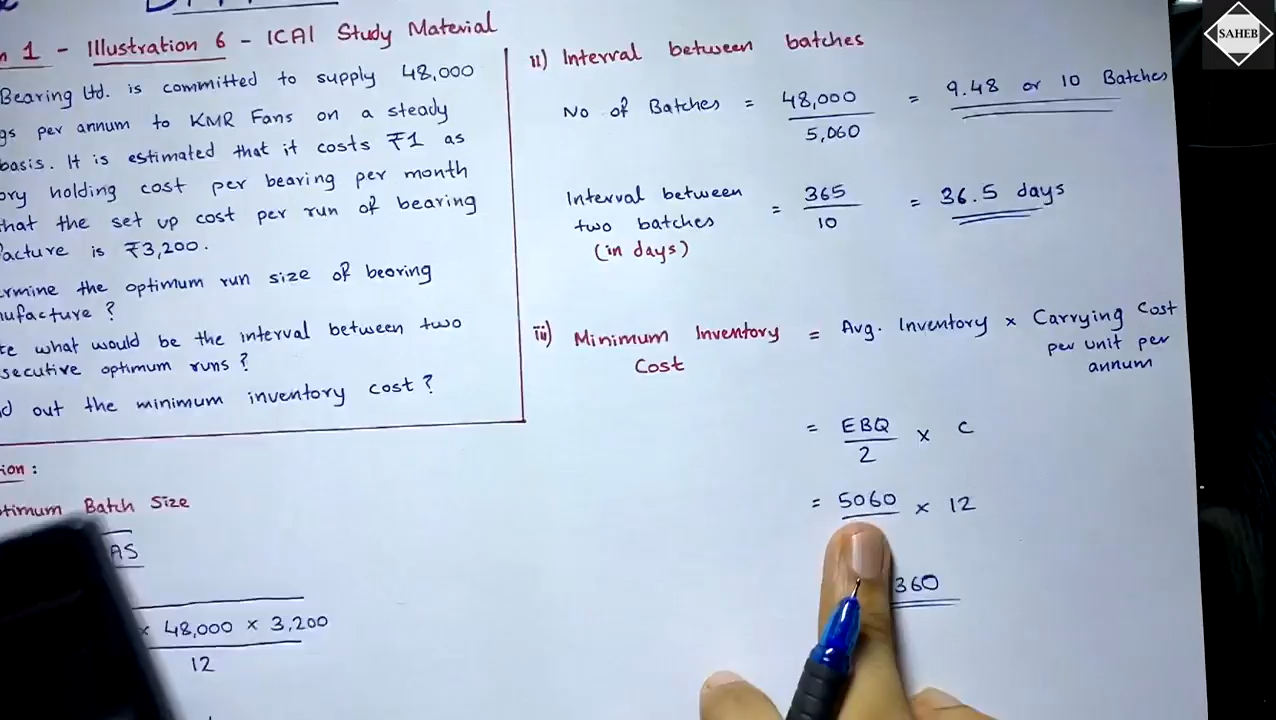 1 - Illustration 6 - ICAI Study Material
Bearing Ltd. is committed to supply 48,000
gs per annum to KMR Fans on a steady
basis. It is estimated that it costs ₹1 as
ory holding cost per bearing per month
that the set up cost per run of bearing
facture is ₹3,200.
ermine the optimum run size of bearing
nufacture ?
te what would be the interval between two
secutive optimum runs ?
d out the minimum inventory cost ?
ion :
timum Batch Size
AS
× 48,000 × 3,200
12
ii) Interval between batches
No of Batches = 48,000 = 9.48 or 10 Batches
5,060
Interval between
two batches = 365 = 36.5 days
(in days) 10
iii) Minimum Inventory = Avg. Inventory × Carrying Cost
Cost per unit per
annum
= EBQ × C
2
= 5060 × 12
360
SAHEB